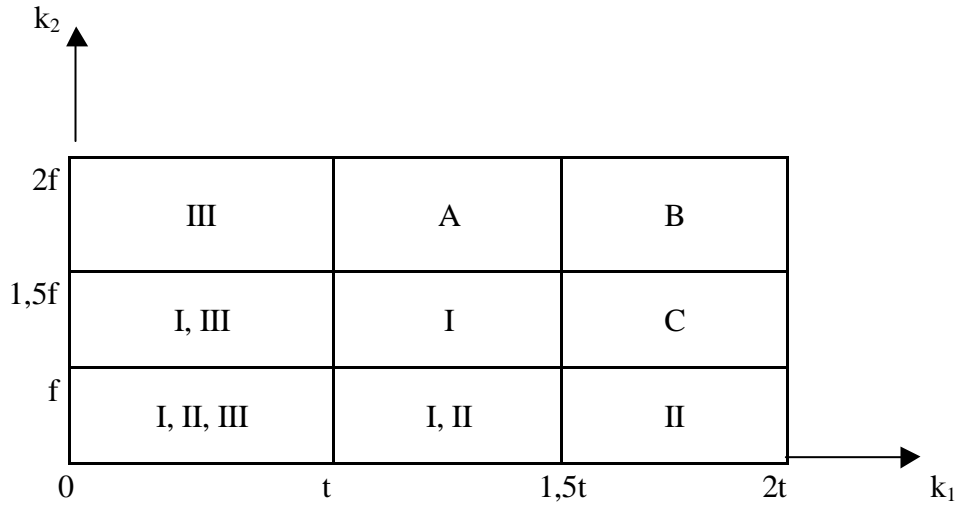 k₂
2f
III A B
1,5f
I, III I C
f
I, II, III I, II II
0 t 1,5t 2t k₁